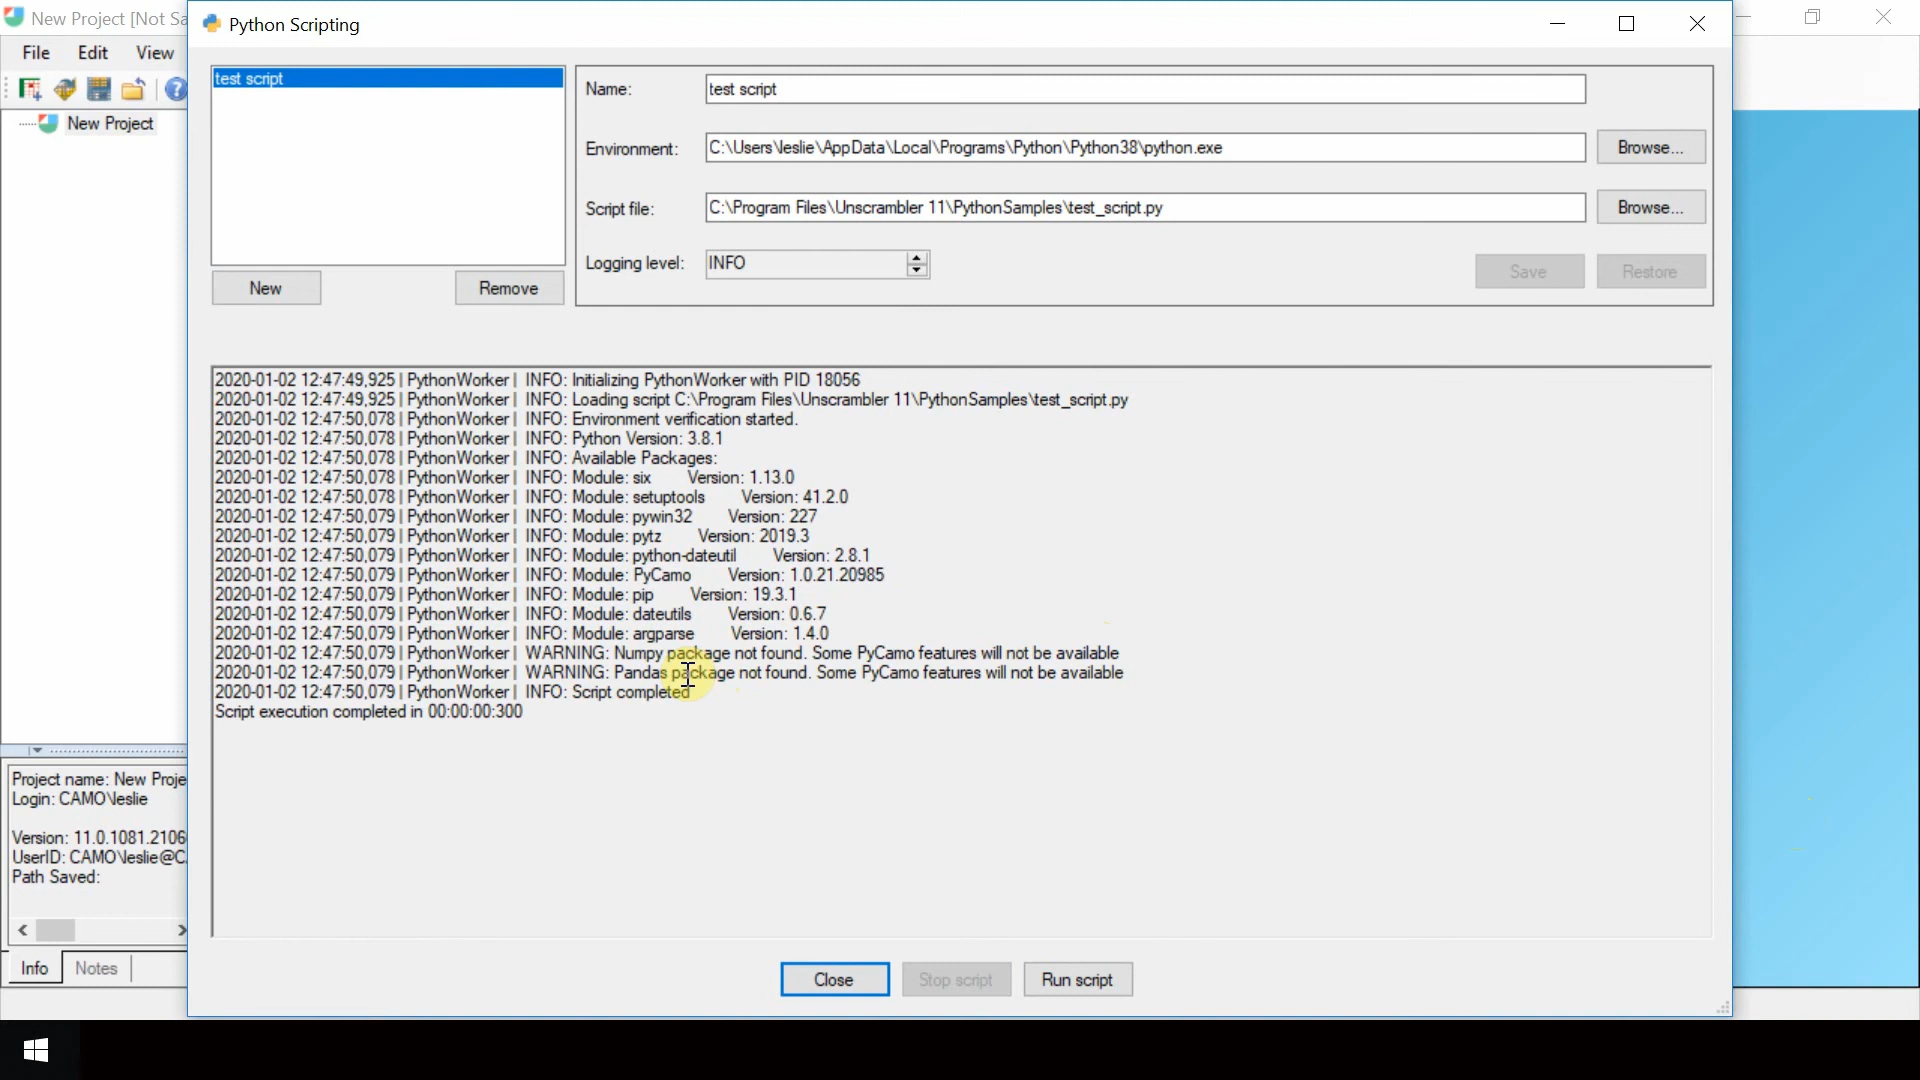 New Project [Not Sa
Python Scripting
File Edit View
New Project
test script
New
Remove
Name: test script
Environment: C:\Users\leslie\AppData\Local\Programs\Python\Python38\python.exe Browse...
Script file: C:\Program Files\Unscrambler 11\PythonSamples\test_script.py Browse...
Logging level: INFO
Save
Restore
2020-01-02 12:47:49,925 | PythonWorker | INFO: Initializing PythonWorker with PID 18056
2020-01-02 12:47:49,925 | PythonWorker | INFO: Loading script C:\Program Files\Unscrambler 11\PythonSamples\test_script.py
2020-01-02 12:47:50,078 | PythonWorker | INFO: Environment verification started.
2020-01-02 12:47:50,078 | PythonWorker | INFO: Python Version: 3.8.1
2020-01-02 12:47:50,078 | PythonWorker | INFO: Available Packages:
2020-01-02 12:47:50,078 | PythonWorker | INFO: Module: six Version: 1.13.0
2020-01-02 12:47:50,078 | PythonWorker | INFO: Module: setuptools Version: 41.2.0
2020-01-02 12:47:50,079 | PythonWorker | INFO: Module: pywin32 Version: 227
2020-01-02 12:47:50,079 | PythonWorker | INFO: Module: pytz Version: 2019.3
2020-01-02 12:47:50,079 | PythonWorker | INFO: Module: python-dateutil Version: 2.8.1
2020-01-02 12:47:50,079 | PythonWorker | INFO: Module: PyCamo Version: 1.0.21.20985
2020-01-02 12:47:50,079 | PythonWorker | INFO: Module: pip Version: 19.3.1
2020-01-02 12:47:50,079 | PythonWorker | INFO: Module: dateutils Version: 0.6.7
2020-01-02 12:47:50,079 | PythonWorker | INFO: Module: argparse Version: 1.4.0
2020-01-02 12:47:50,079 | PythonWorker | WARNING: Numpy package not found. Some PyCamo features will not be available
2020-01-02 12:47:50,079 | PythonWorker | WARNING: Pandas package not found. Some PyCamo features will not be available
2020-01-02 12:47:50,079 | PythonWorker | INFO: Script completed
Script execution completed in 00:00:00:300
Project name: New Proje
Login: CAMO\leslie
Version: 11.0.1081.2106
UserID: CAMO\leslie@C
Path Saved:
Info Notes
Close
Stop script
Run script